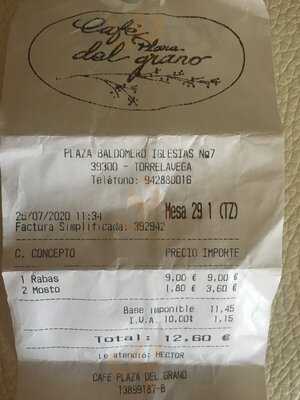 Café Plaza
del grano
PLAZA BALDOMERO IGLESIAS Nº7
39300 - TORRELAVEGA
Teléfono: 942880016
26/07/2020 11:34 Mesa 29 1 (TZ)
Factura Simplificada: 392942
C. CONCEPTO PRECIO IMPORTE
1 Rabas 9,00 € 9,00 €
2 Mosto 1,80 € 3,60 €
Base imponible 11,45
I.V.A. 10.00% 1,15
Total: 12,60 €
Le atendió: HECTOR
CAFE PLAZA DEL GRANO
13899187-B